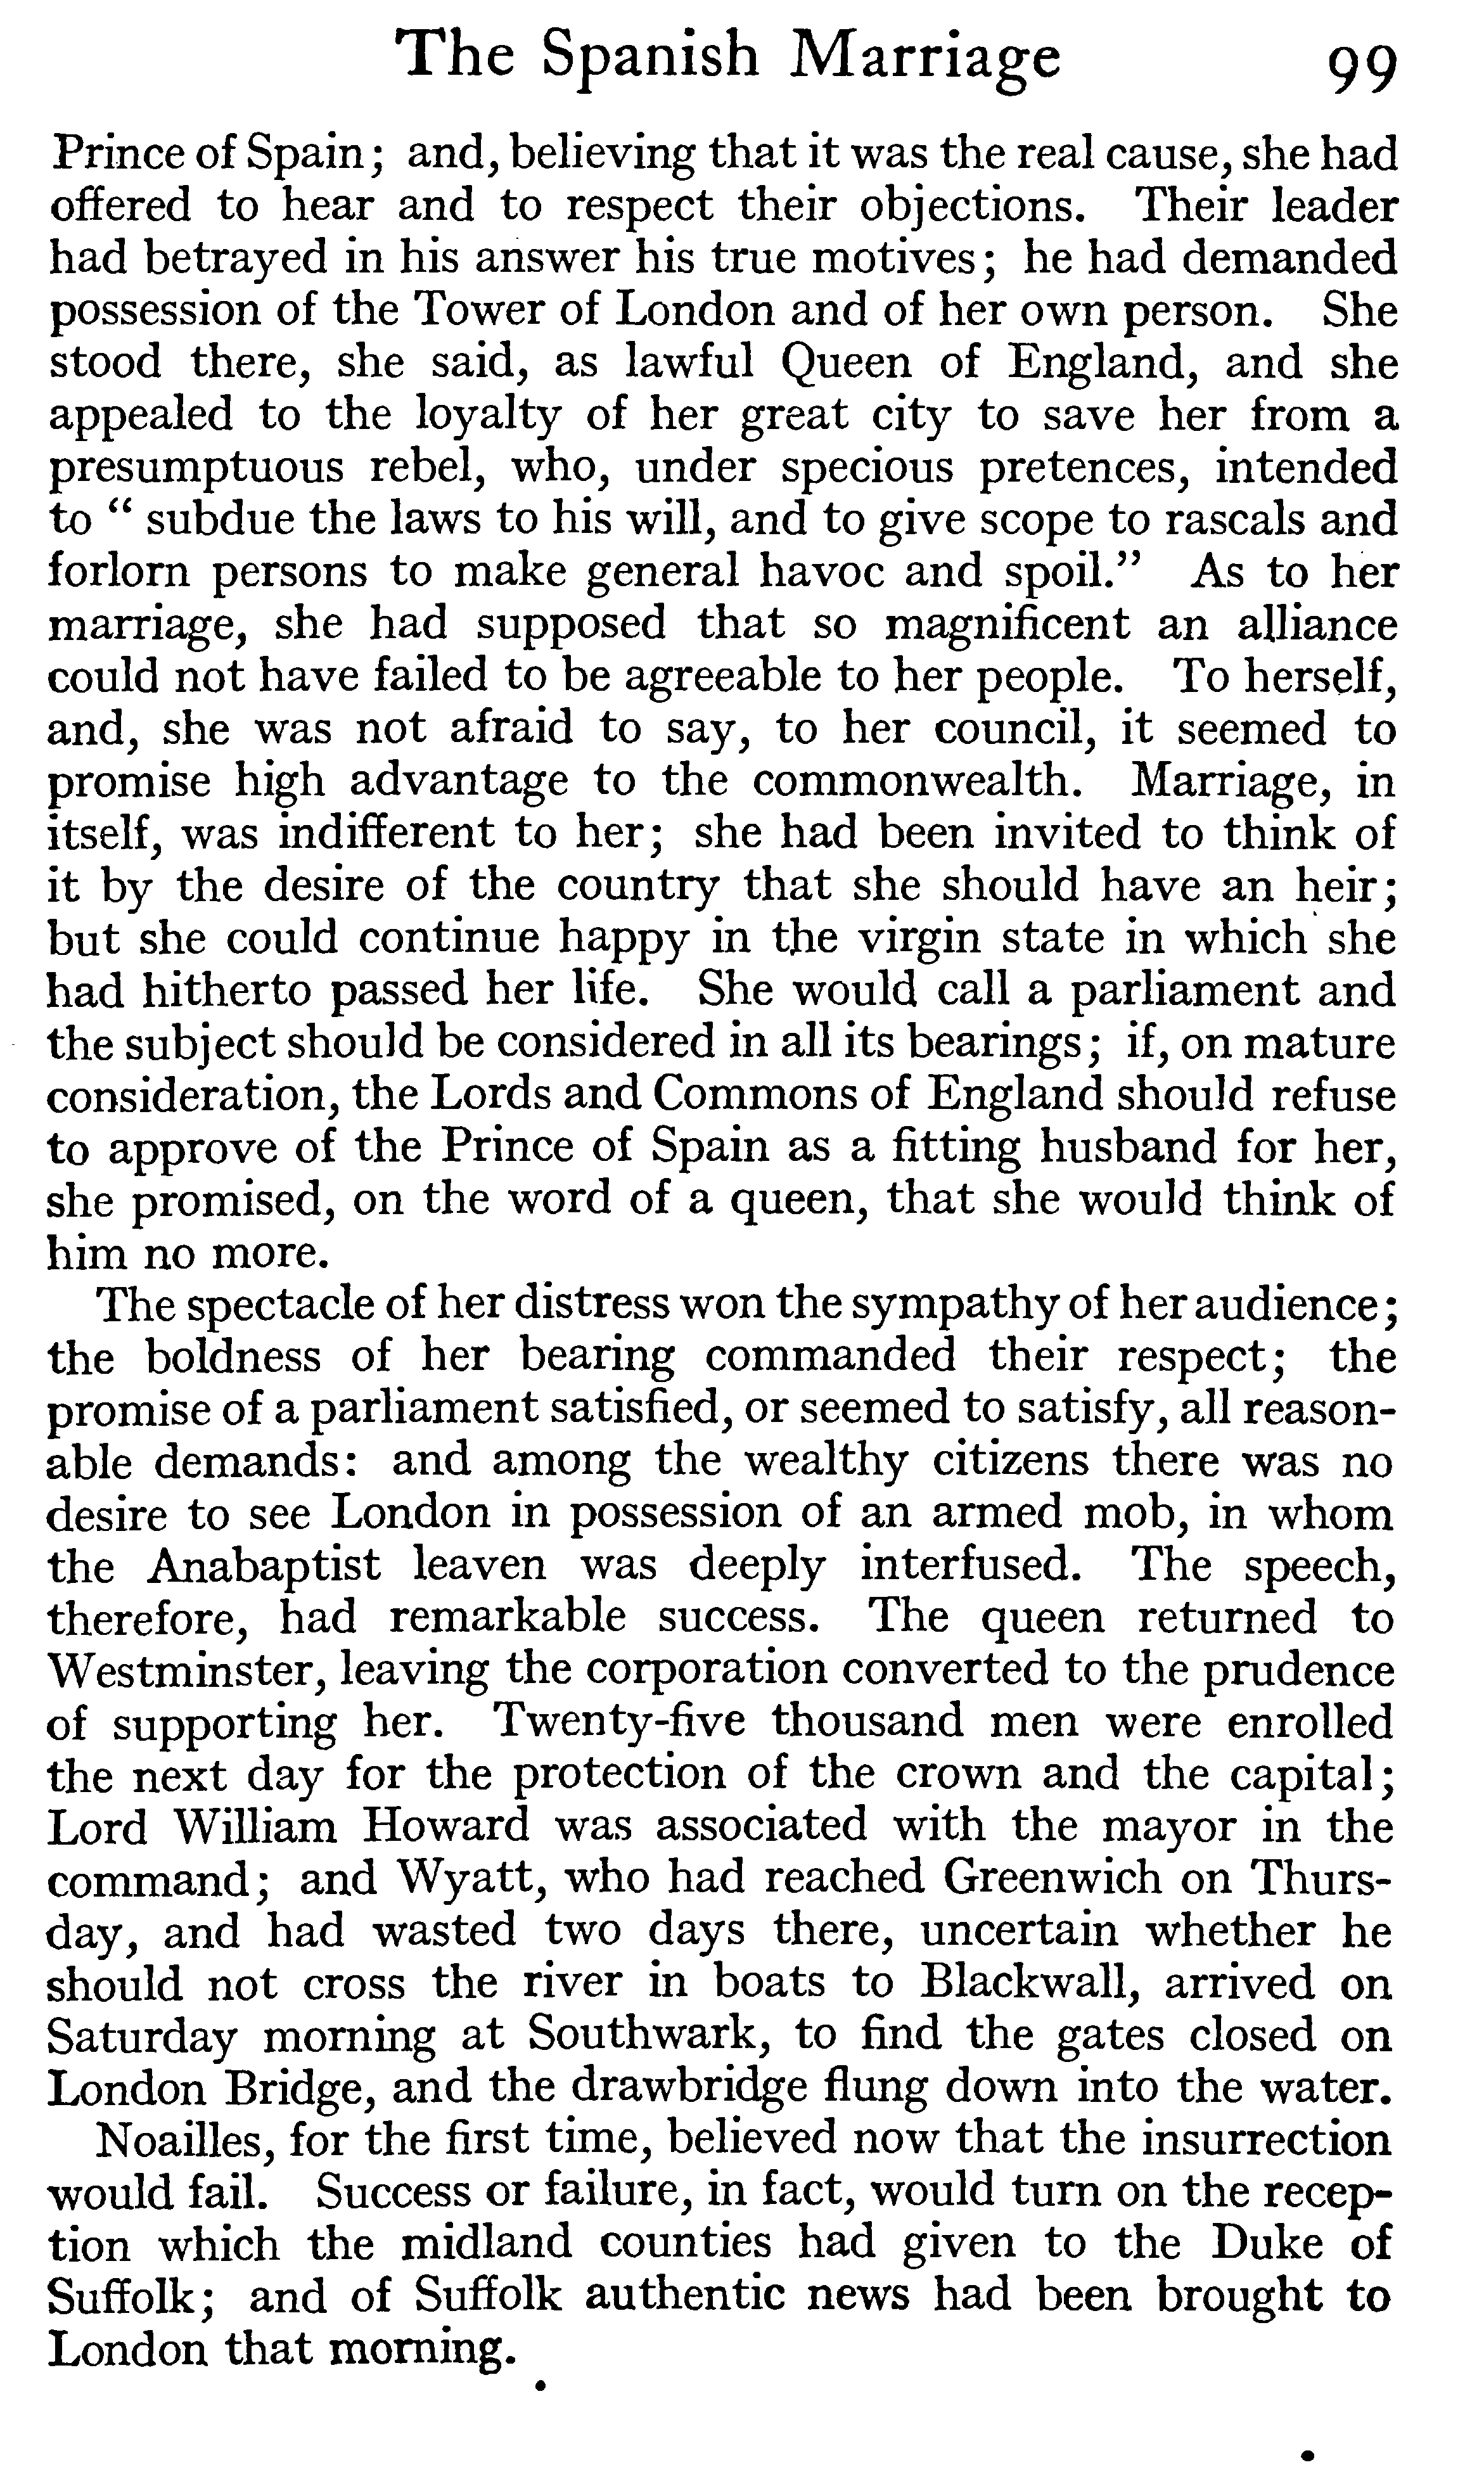 The Spanish Marriage 99
Prince of Spain; and, believing that it was the real cause, she had
offered to hear and to respect their objections. Their leader
had betrayed in his answer his true motives; he had demanded
possession of the Tower of London and of her own person. She
stood there, she said, as lawful Queen of England, and she
appealed to the loyalty of her great city to save her from a
presumptuous rebel, who, under specious pretences, intended
to “ subdue the laws to his will, and to give scope to rascals and
forlorn persons to make general havoc and spoil.” As to her
marriage, she had supposed that so magnificent an alliance
could not have failed to be agreeable to her people. To herself,
and, she was not afraid to say, to her council, it seemed to
promise high advantage to the commonwealth. Marriage, in
itself, was indifferent to her; she had been invited to think of
it by the desire of the country that she should have an heir;
but she could continue happy in the virgin state in which she
had hitherto passed her life. She would call a parliament and
the subject should be considered in all its bearings; if, on mature
consideration, the Lords and Commons of England should refuse
to approve of the Prince of Spain as a fitting husband for her,
she promised, on the word of a queen, that she would think of
him no more.
The spectacle of her distress won the sympathy of her audience;
the boldness of her bearing commanded their respect; the
promise of a parliament satisfied, or seemed to satisfy, all reason-
able demands: and among the wealthy citizens there was no
desire to see London in possession of an armed mob, in whom
the Anabaptist leaven was deeply interfused. The speech,
therefore, had remarkable success. The queen returned to
Westminster, leaving the corporation converted to the prudence
of supporting her. Twenty-five thousand men were enrolled
the next day for the protection of the crown and the capital;
Lord William Howard was associated with the mayor in the
command; and Wyatt, who had reached Greenwich on Thurs-
day, and had wasted two days there, uncertain whether he
should not cross the river in boats to Blackwall, arrived on
Saturday morning at Southwark, to find the gates closed on
London Bridge, and the drawbridge flung down into the water.
Noailles, for the first time, believed now that the insurrection
would fail. Success or failure, in fact, would turn on the recep-
tion which the midland counties had given to the Duke of
Suffolk; and of Suffolk authentic news had been brought to
London that morning.